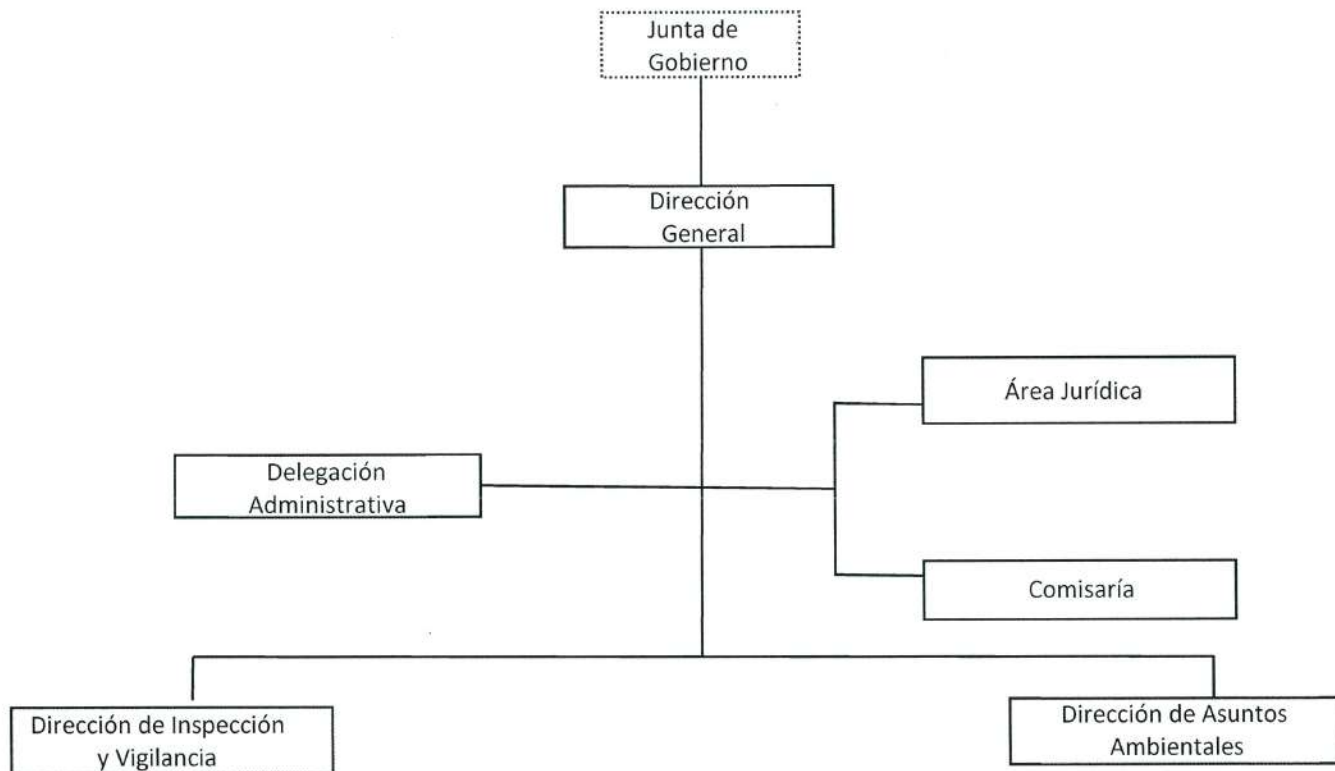 Junta de
Gobierno
Dirección
General
Área Jurídica
Delegación
Administrativa
Comisaría
Dirección de Inspección
y Vigilancia
Dirección de Asuntos
Ambientales